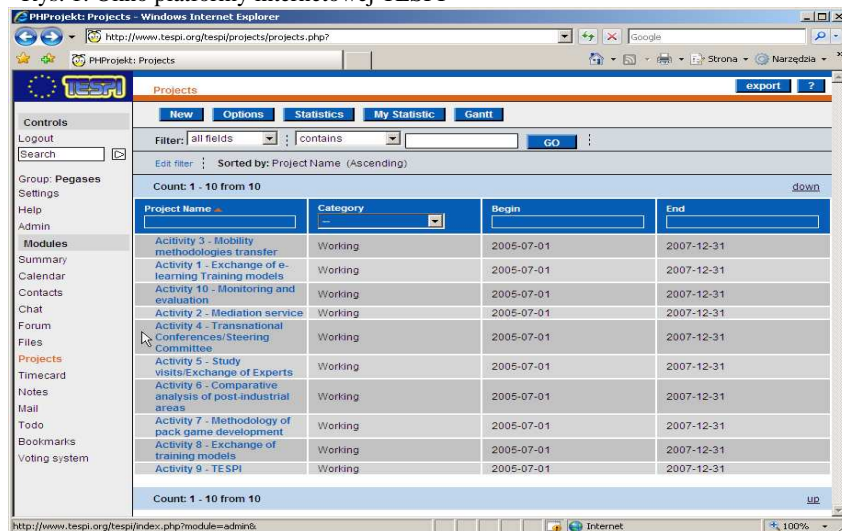 Rys. 1. Okno platformy internetowej TESPI
PHProjekt: Projects - Windows Internet Explorer
http://www.tespi.org/tespi/projects/projects.php?
Google
PHProjekt: Projects
Strona
Narzędzia
TESPI
Projects
export
?
New Options Statistics My Statistic Gantt
Controls
Logout
Search
Group: Pegases
Settings
Help
Admin
Modules
Summary
Calendar
Contacts
Chat
Forum
Files
Projects
Timecard
Notes
Mail
Todo
Bookmarks
Voting system
Filter: all fields contains GO
Edit filter Sorted by: Project Name (Ascending)
Count: 1 - 10 from 10 down
Project Name Category Begin End
--
Acitivity 3 - Mobility
methodologies transfer Working 2005-07-01 2007-12-31
Activity 1 - Exchange of e-
learning Training models Working 2005-07-01 2007-12-31
Activity 10 - Monitoring and
evaluation Working 2005-07-01 2007-12-31
Activity 2 - Mediation service Working 2005-07-01 2007-12-31
Activity 4 - Transnational
Conferences/Steering Working 2005-07-01 2007-12-31
Committee
Activity 5 - Study
visits/Exchange of Experts Working 2005-07-01 2007-12-31
Activity 6 - Comparative
analysis of post-industrial Working 2005-07-01 2007-12-31
areas
Activity 7 - Methodology of
pack game development Working 2005-07-01 2007-12-31
Activity 8 - Exchange of
training models Working 2005-07-01 2007-12-31
Activity 9 - TESPI Working 2005-07-01 2007-12-31
Count: 1 - 10 from 10 up
http://www.tespi.org/tespi/index.php?module=admin&
Internet
100%